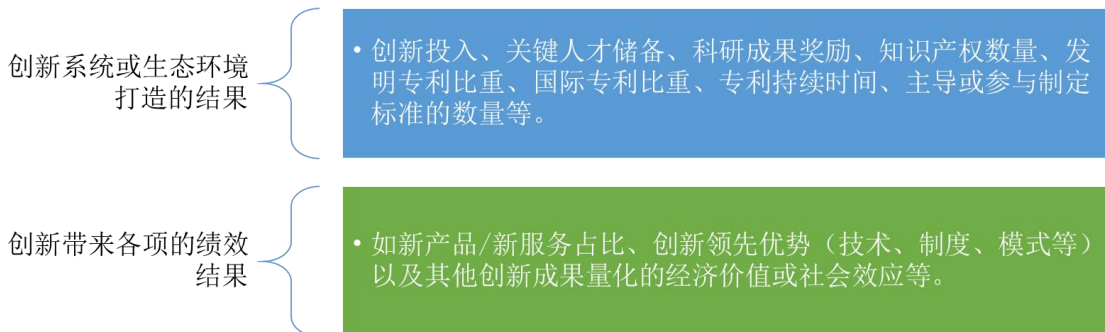 创新系统或生态环境
打造的结果
• 创新投入、关键人才储备、科研成果奖励、知识产权数量、发
明专利比重、国际专利比重、专利持续时间、主导或参与制定
标准的数量等。
创新带来各项的绩效
结果
• 如新产品/新服务占比、创新领先优势（技术、制度、模式等）
以及其他创新成果量化的经济价值或社会效应等。